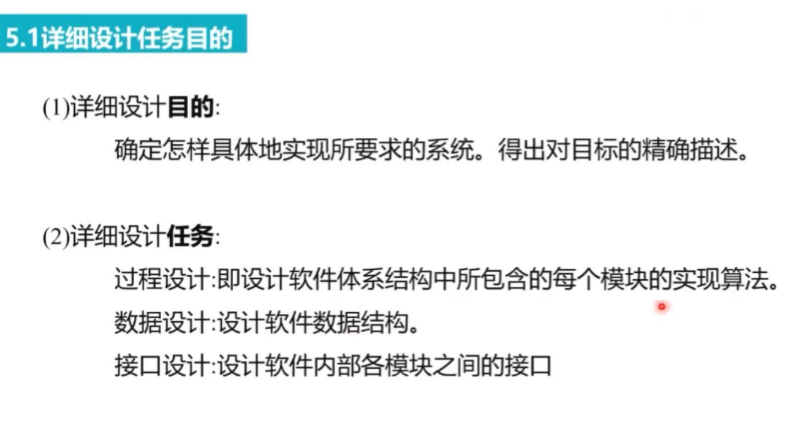 5.1详细设计任务目的
(1)详细设计目的:
确定怎样具体地实现所要求的系统。得出对目标的精确描述。
(2)详细设计任务:
过程设计:即设计软件体系结构中所包含的每个模块的实现算法。
数据设计:设计软件数据结构。
接口设计:设计软件内部各模块之间的接口